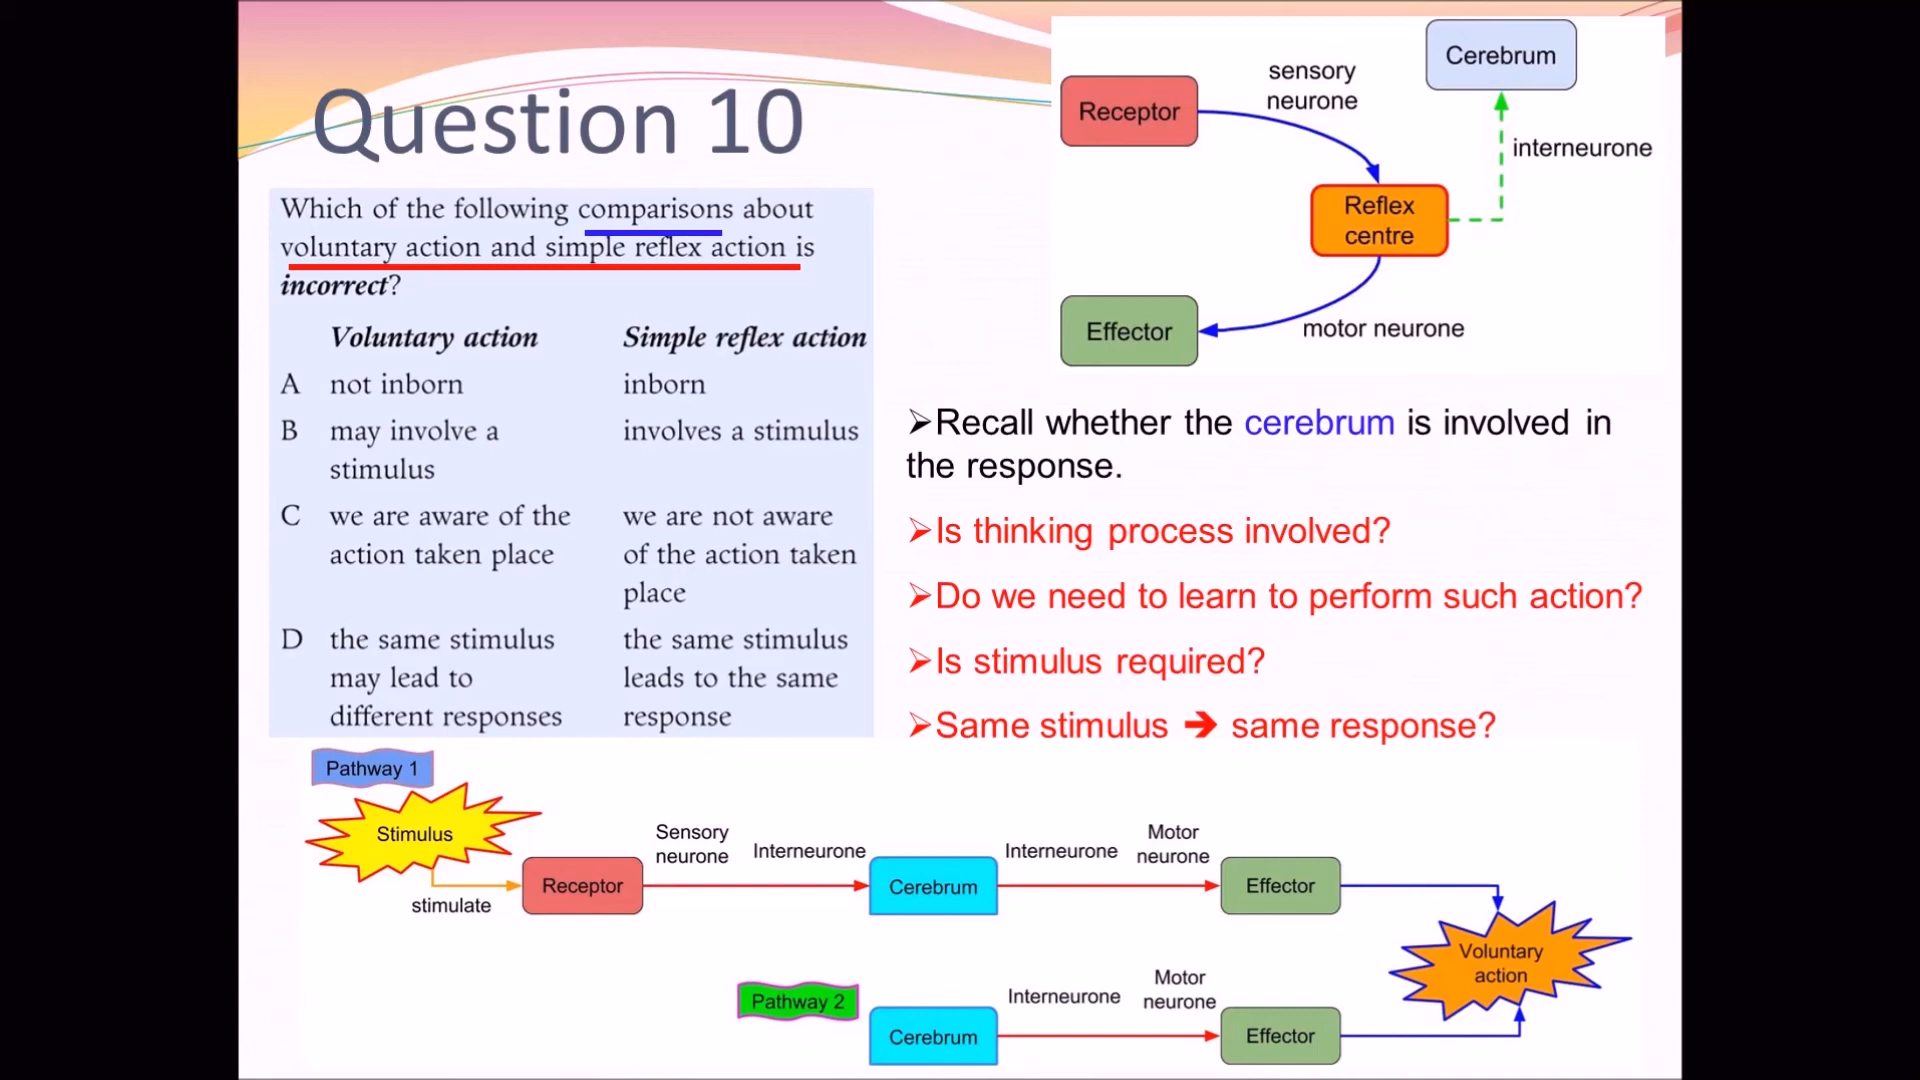 Question 10
Which of the following comparisons about
voluntary action and simple reflex action is
incorrect?
Voluntary action Simple reflex action
A not inborn inborn
B may involve a involves a stimulus
stimulus
C we are aware of the we are not aware
action taken place of the action taken
place
D the same stimulus the same stimulus
may lead to leads to the same
different responses response
Cerebrum
sensory
neurone
Receptor
interneurone
Reflex
centre
Effector
motor neurone
➢Recall whether the cerebrum is involved in
the response.
➢Is thinking process involved?
➢Do we need to learn to perform such action?
➢Is stimulus required?
➢Same stimulus ➔ same response?
Pathway 1
Stimulus
stimulate
Receptor
Sensory
neurone
Interneurone
Cerebrum
Interneurone
Motor
neurone
Effector
Voluntary
action
Pathway 2
Cerebrum
Interneurone
Motor
neurone
Effector